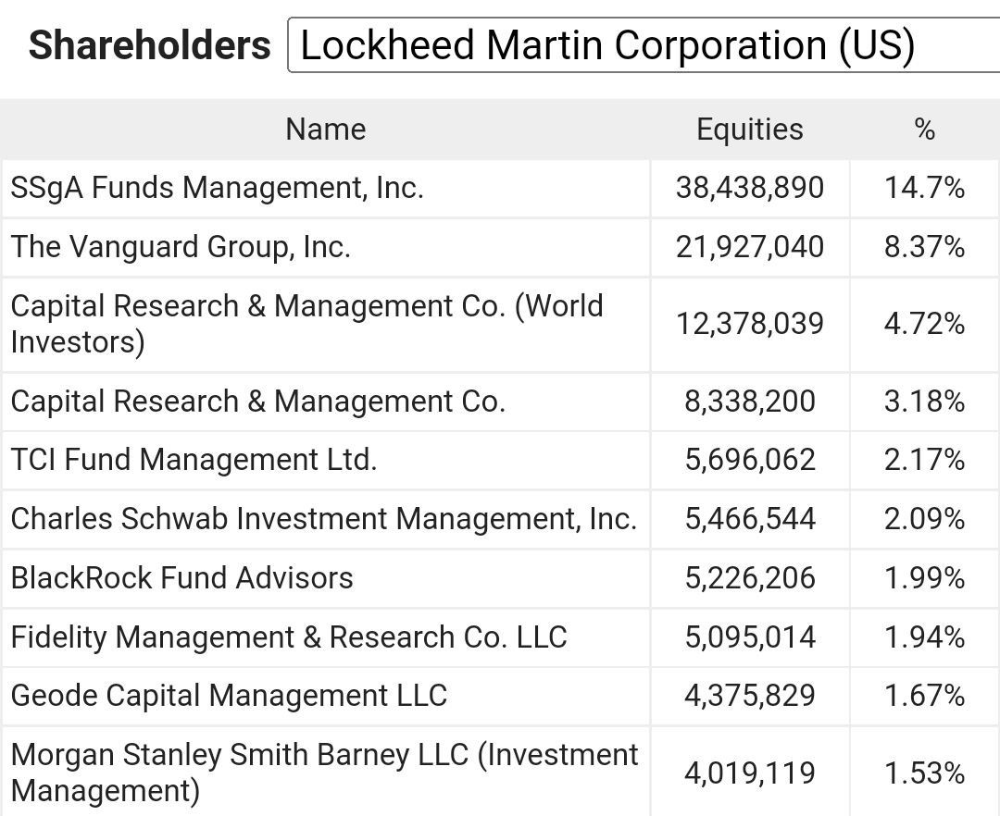 Shareholders Lockheed Martin Corporation (US)
Name Equities %
SSgA Funds Management, Inc. 38,438,890 14.7%
The Vanguard Group, Inc. 21,927,040 8.37%
Capital Research & Management Co. (World
Investors) 12,378,039 4.72%
Capital Research & Management Co. 8,338,200 3.18%
TCI Fund Management Ltd. 5,696,062 2.17%
Charles Schwab Investment Management, Inc. 5,466,544 2.09%
BlackRock Fund Advisors 5,226,206 1.99%
Fidelity Management & Research Co. LLC 5,095,014 1.94%
Geode Capital Management LLC 4,375,829 1.67%
Morgan Stanley Smith Barney LLC (Investment
Management) 4,019,119 1.53%